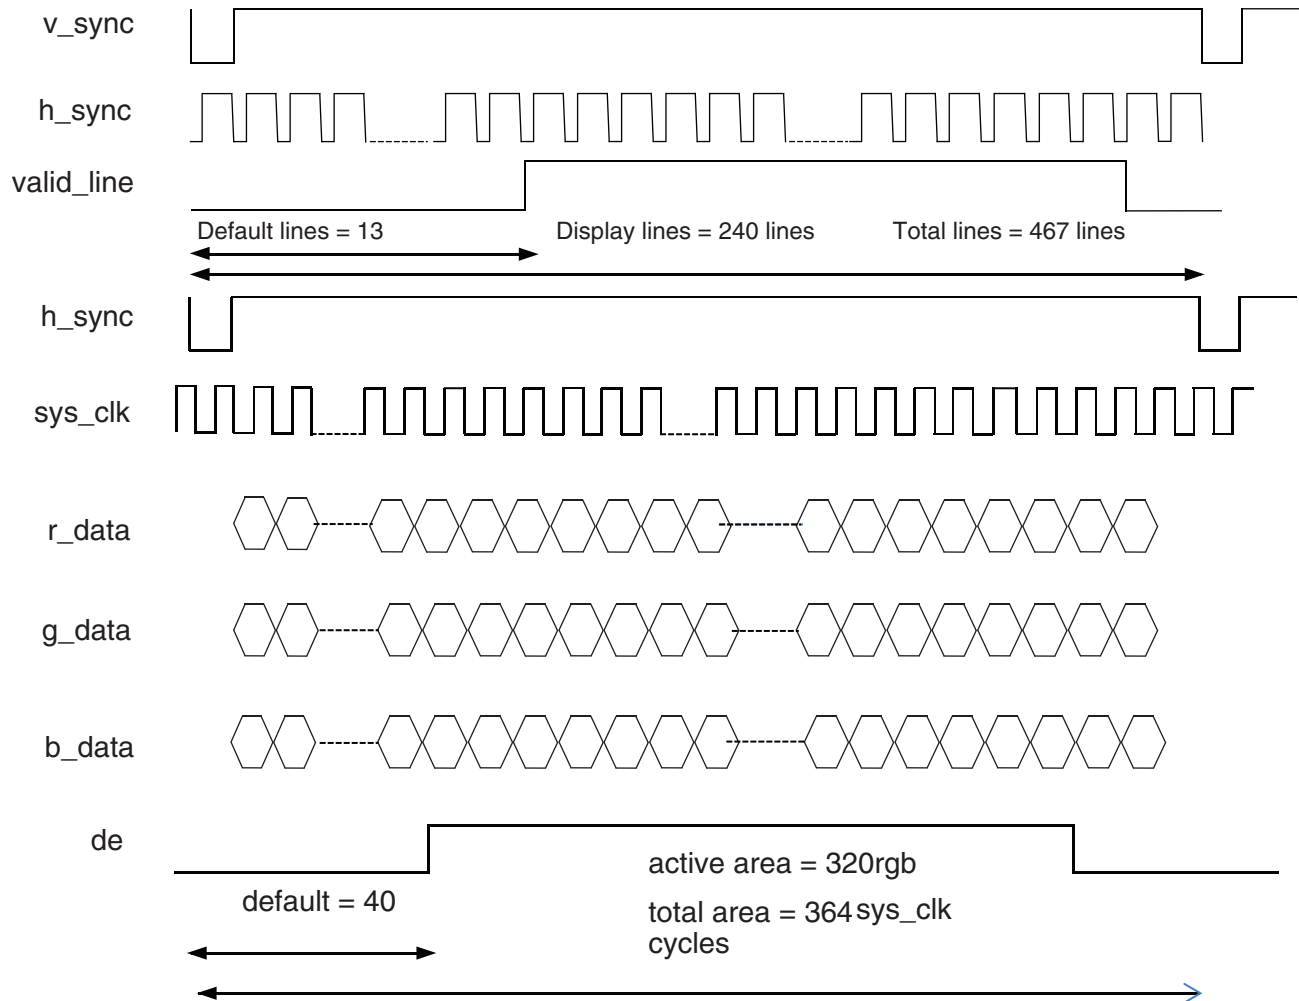 v_sync
h_sync
valid_line
Default lines = 13
Display lines = 240 lines
Total lines = 467 lines
h_sync
sys_clk
r_data
g_data
b_data
de
active area = 320rgb
default = 40
total area = 364 sys_clk
cycles